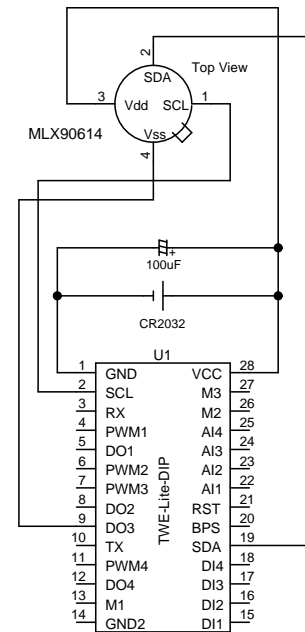 2
SDA
Top View
3
Vdd
SCL
1
MLX90614
Vss
4
+
100uF
CR2032
U1
TWE-Lite-DIP
1 GND VCC 28
2 SCL M3 27
3 RX M2 26
4 PWM1 AI4 25
5 DO1 AI3 24
6 PWM2 AI2 23
7 PWM3 AI1 22
8 DO2 RST 21
9 DO3 BPS 20
10 TX SDA 19
11 PWM4 DI4 18
12 DO4 DI3 17
13 M1 DI2 16
14 GND2 DI1 15